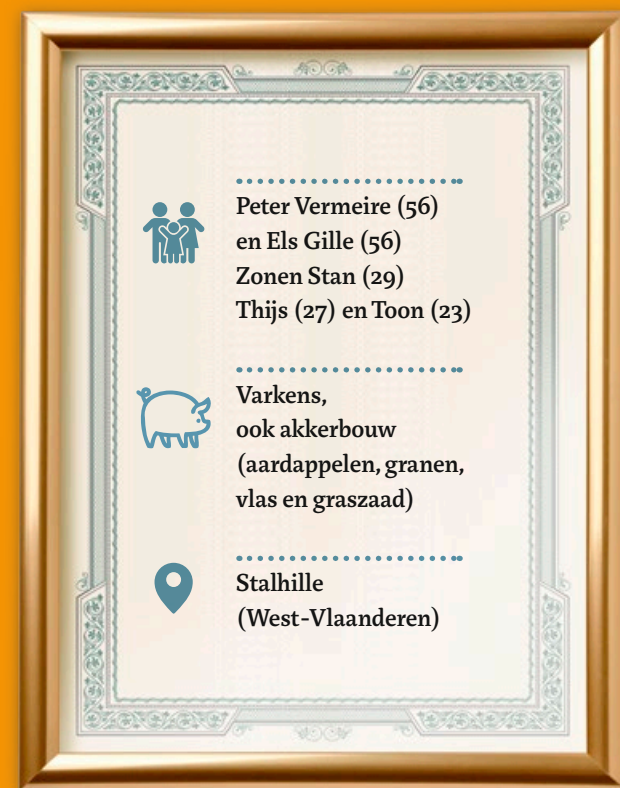 Peter Vermeire (56)
en Els Gille (56)
Zonen Stan (29)
Thijs (27) en Toon (23)
Varkens,
ook akkerbouw
(aardappelen, granen,
vlas en graszaad)
Stalhille
(West-Vlaanderen)